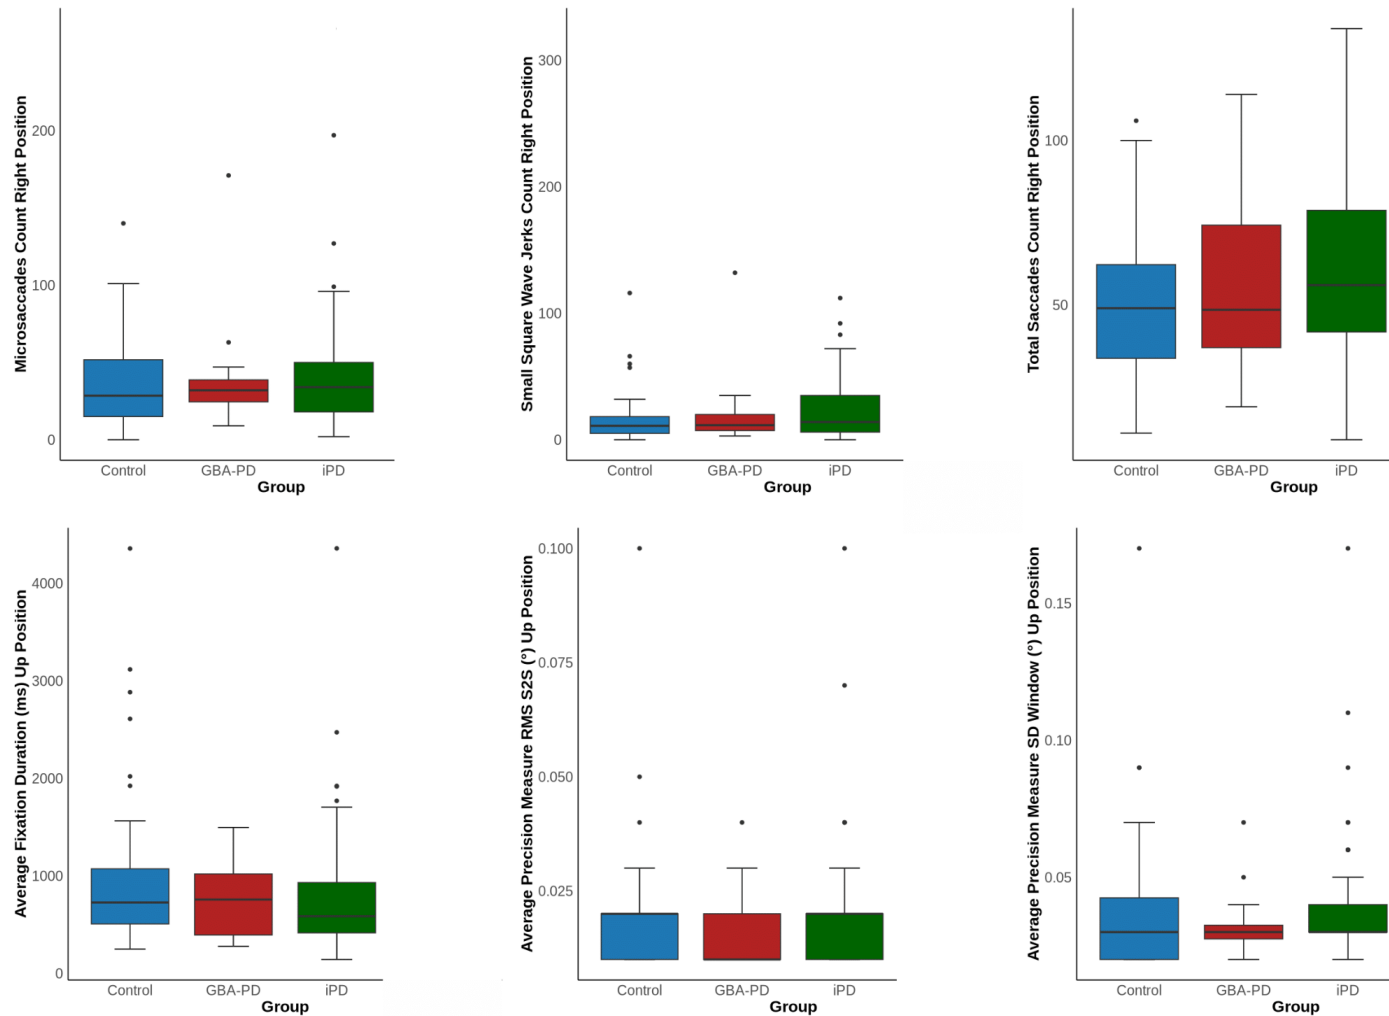 Microsaccades Count Right Position
200
100
0
Control GBA-PD iPD
Group
Small Square Wave Jerks Count Right Position
300
200
100
0
Control GBA-PD iPD
Group
Total Saccades Count Right Position
100
50
Control GBA-PD iPD
Group
Average Fixation Duration (ms) Up Position
4000
3000
2000
1000
0
Control GBA-PD iPD
Group
Average Precision Measure RMS S2S (°) Up Position
0.100
0.075
0.050
0.025
Control GBA-PD iPD
Group
Average Precision Measure SD Window (°) Up Position
0.15
0.10
0.05
Control GBA-PD iPD
Group